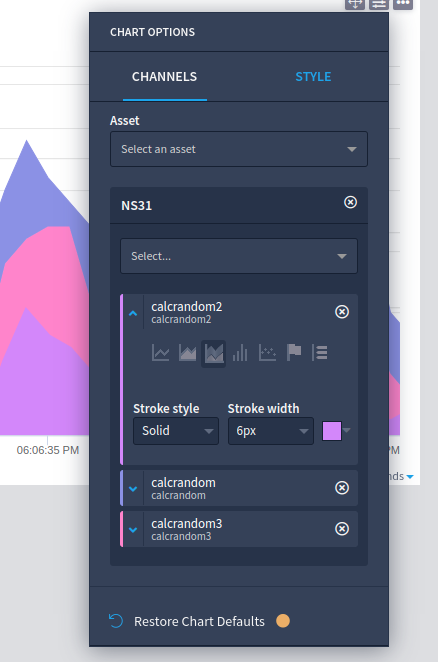 CHART OPTIONS
CHANNELS
STYLE
Asset
Select an asset
NS31
Select...
calcrandom2
calcrandom2
Stroke style
Stroke width
Solid
6px
calcrandom
calcrandom
calcrandom3
calcrandom3
Restore Chart Defaults
06:06:35 PM
PM
nds